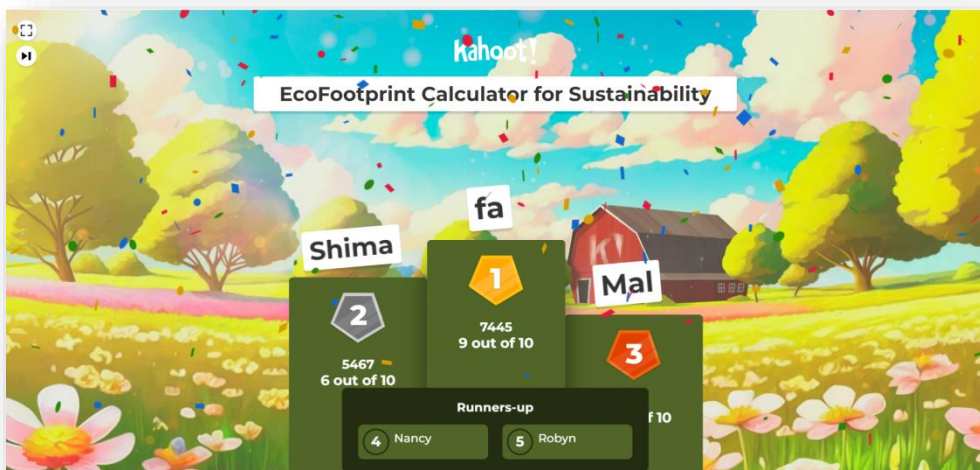 Kahoot!
EcoFootprint Calculator for Sustainability
fa
Shima
Mal
1
7445
9 out of 10
2
5467
6 out of 10
3
of 10
Runners-up
4 Nancy
5 Robyn
K!